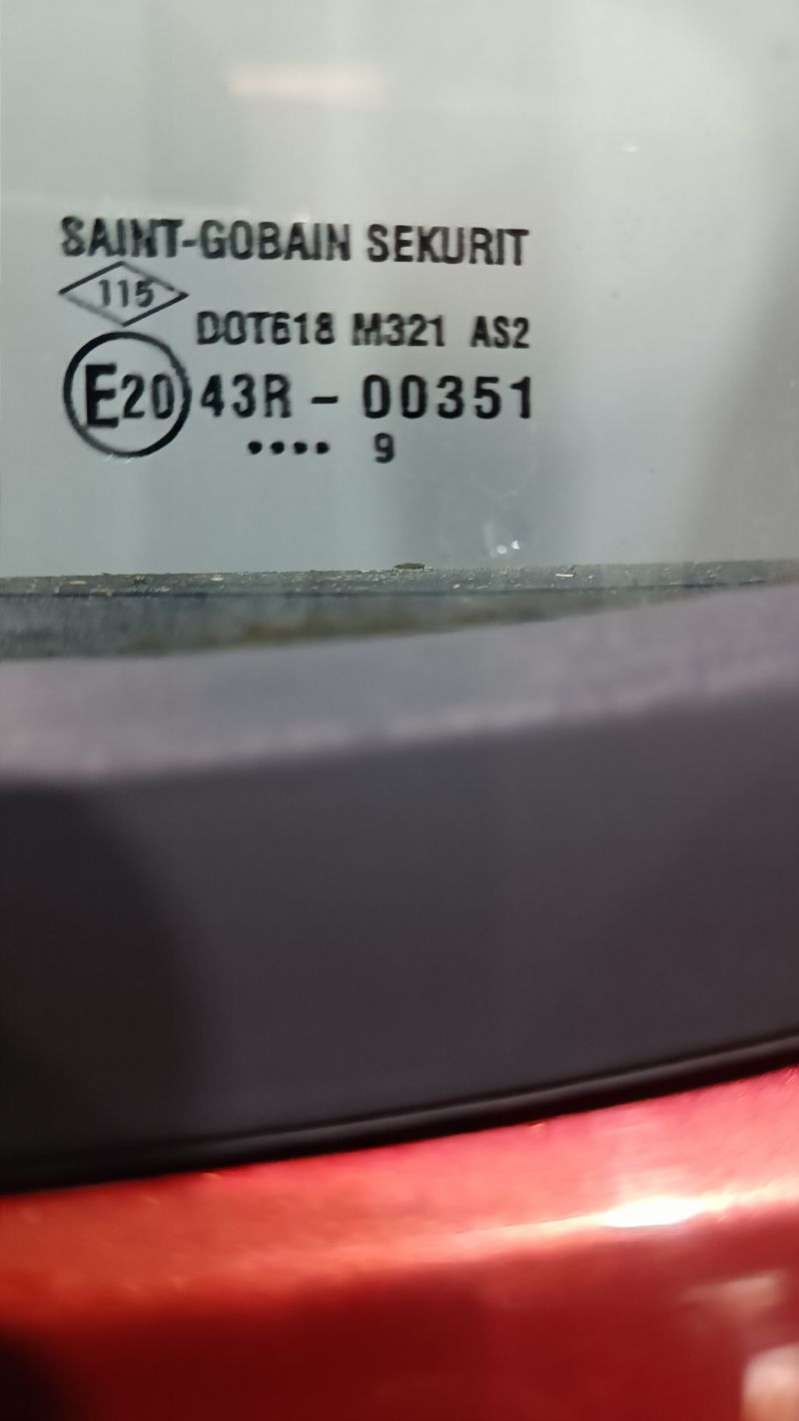 SAINT-GOBAIN SEKURIT
115
DOT618 M321 AS2
E20 43R - 00351
•••• 9